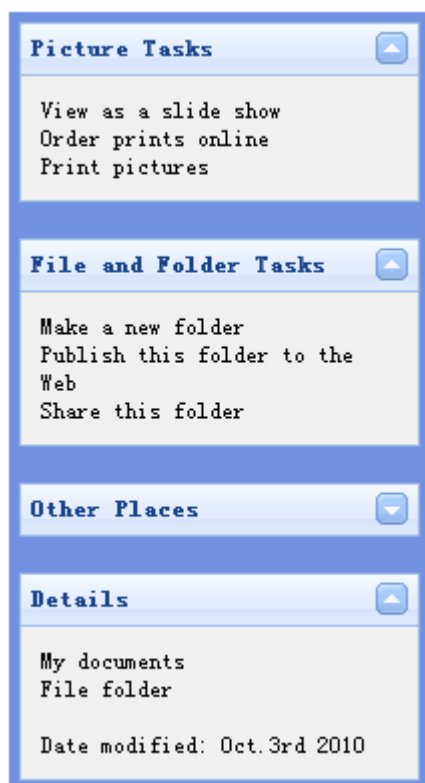 Picture Tasks
View as a slide show
Order prints online
Print pictures
File and Folder Tasks
Make a new folder
Publish this folder to the
Web
Share this folder
Other Places
Details
My documents
File folder
Date modified: Oct.3rd 2010